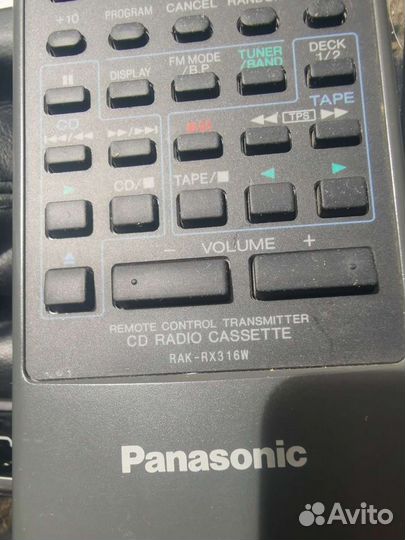 +10 PROGRAM CANCEL
DISPLAY FM MODE /B.P TUNER /BAND DECK 1/2
CD TAPE
TPS
CD/■ TAPE/■
− VOLUME +
REMOTE CONTROL TRANSMITTER
CD RADIO CASSETTE
RAK-RX316W
Panasonic
Avito